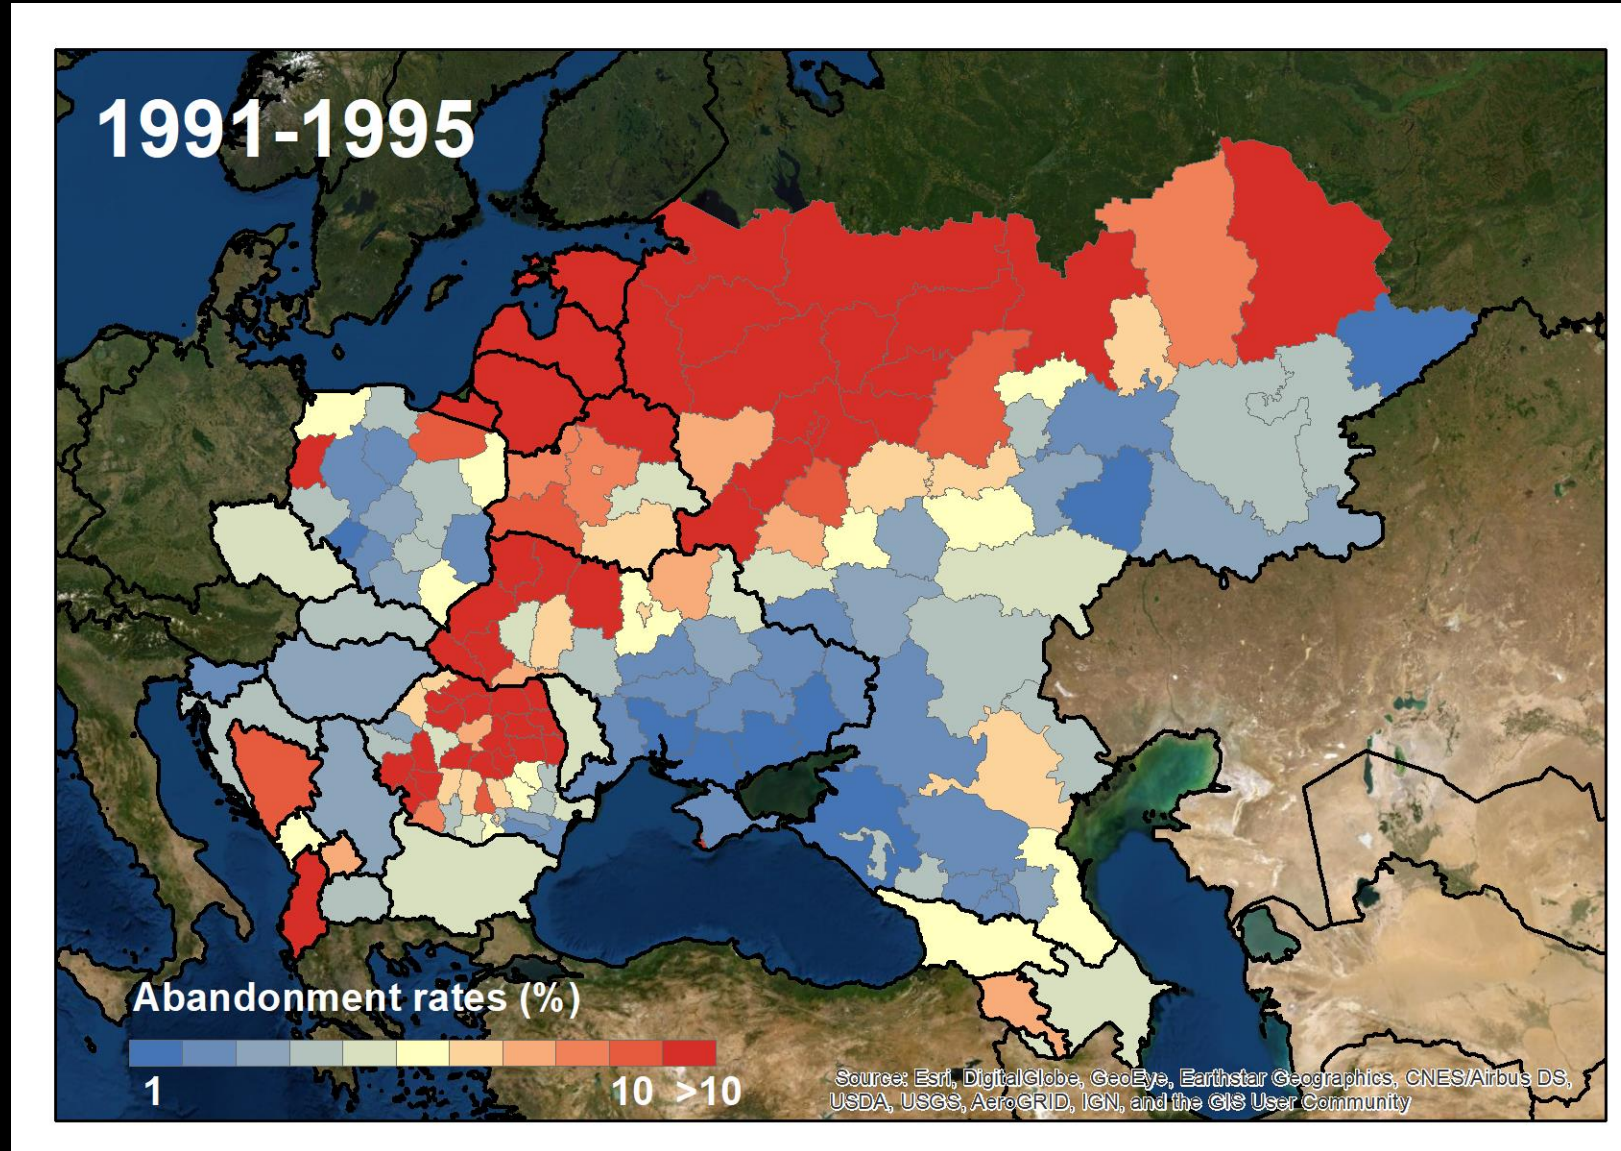 1991-1995
Abandonment rates (%)
1 10 >10
Source: Esri, DigitalGlobe, GeoEye, Earthstar Geographics, CNES/Airbus DS,
USDA, USGS, AeroGRID, IGN, and the GIS User Community